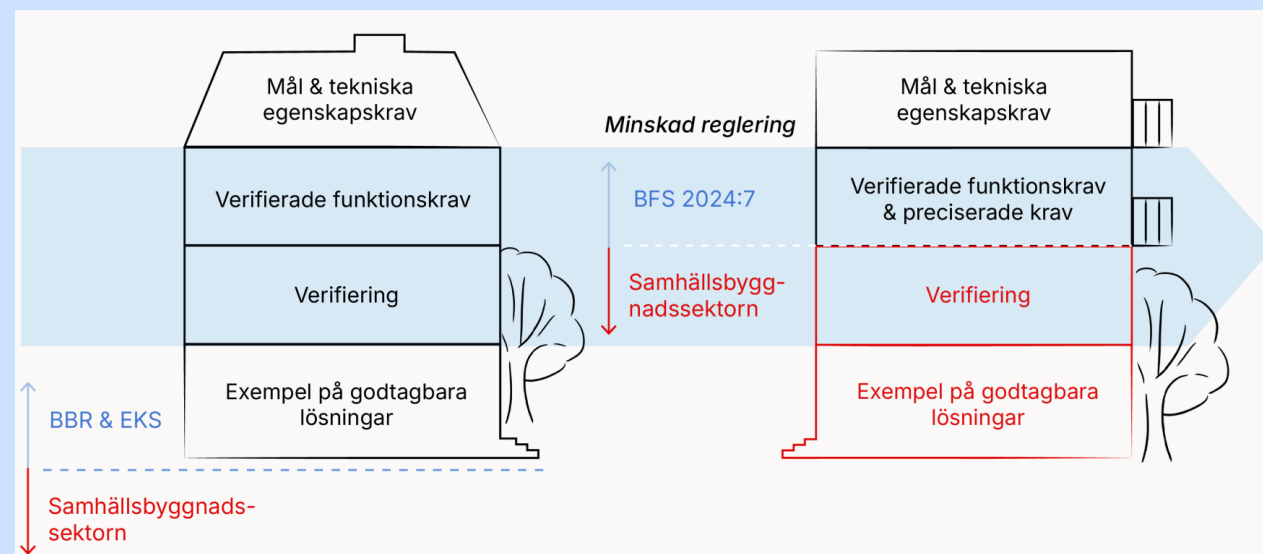 Mål & tekniska
egenskapskrav
Verifierade funktionskrav
Verifiering
Exempel på godtagbara
lösningar
BBR & EKS
Samhällsbyggnads-
sektorn
Minskad reglering
BFS 2024:7
Samhällsbygg-
nadssektorn
Mål & tekniska
egenskapskrav
Verifierade funktionskrav
& preciserade krav
Verifiering
Exempel på godtagbara
lösningar